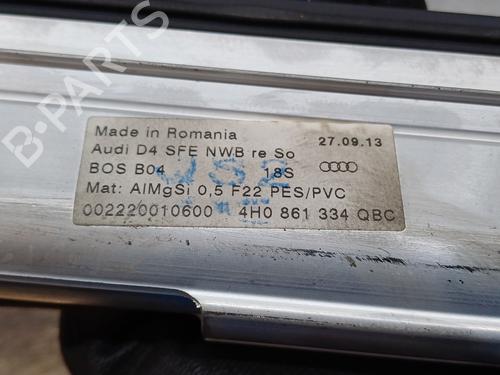 Made in Romania 27.09.13
Audi D4 SFE NWB re So
BOS B04 18S
Mat: AlMgSi 0,5 F22 PES/PVC
002220010600 4H0 861 334 QBC
B-PARTS